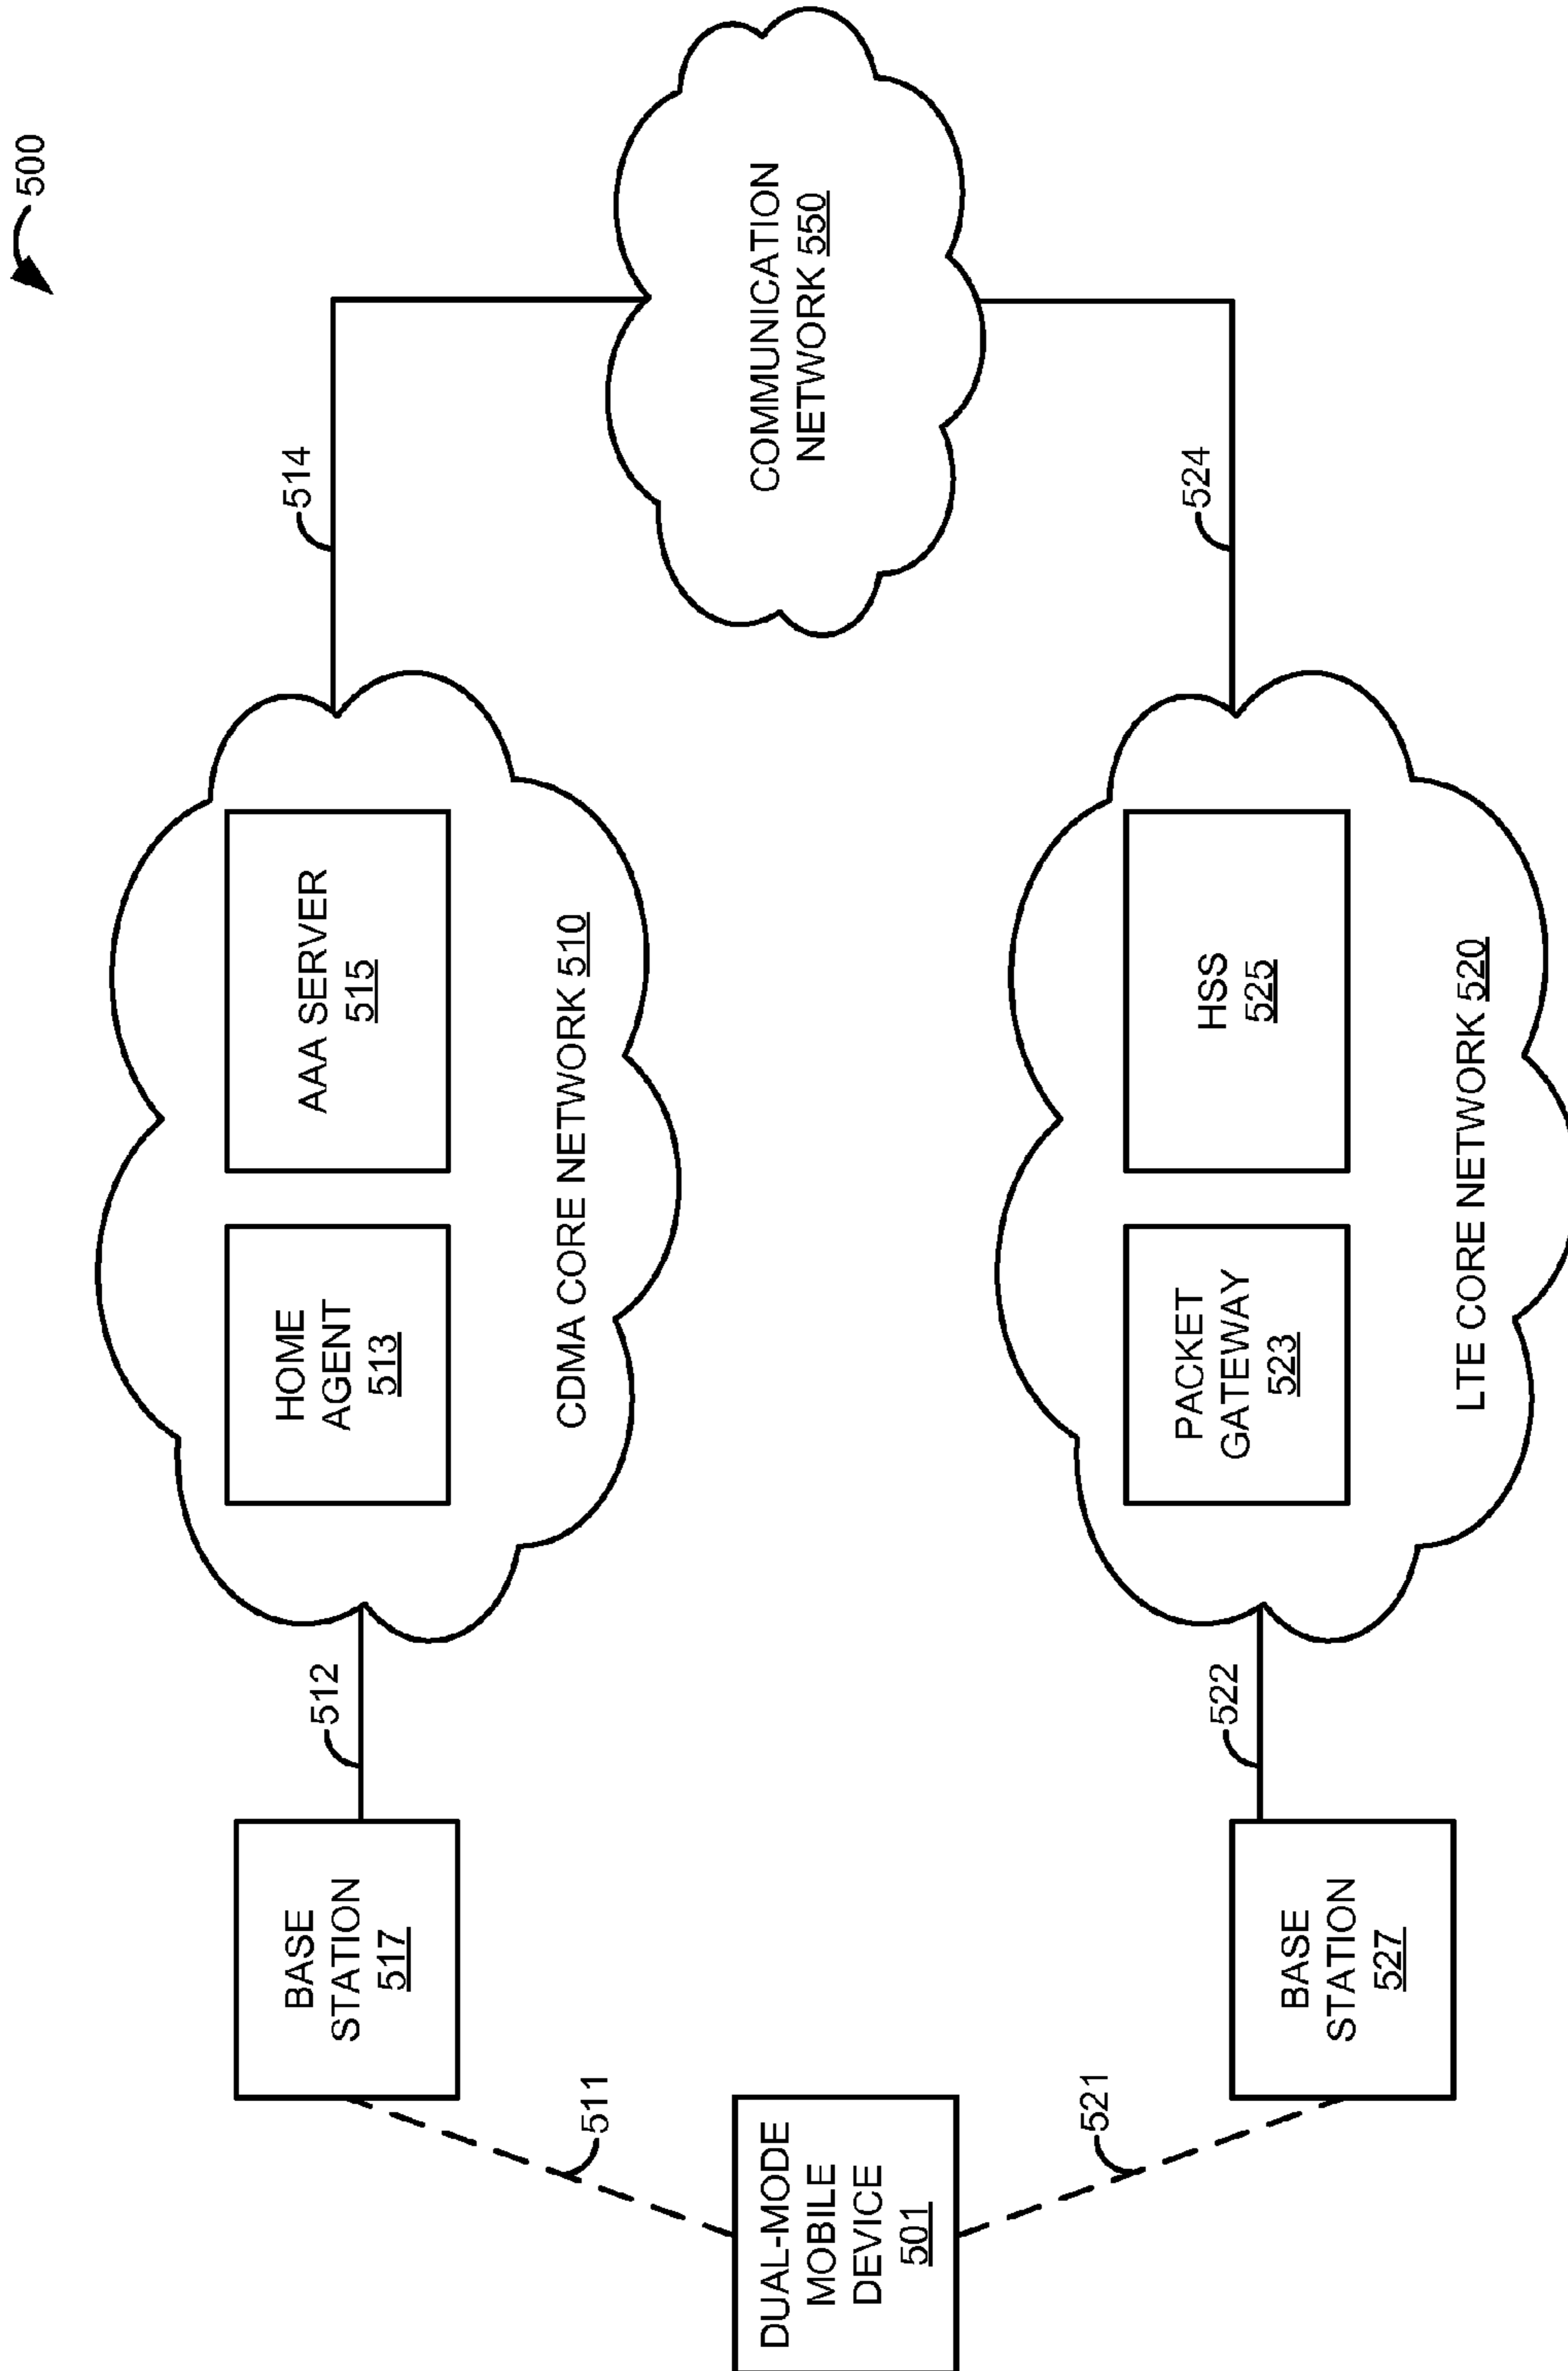 500
BASE
STATION
517
512
HOME
AGENT
513
AAA SERVER
515
CDMA CORE NETWORK 510
514
511
DUAL-MODE
MOBILE
DEVICE
501
COMMUNICATION
NETWORK 550
521
BASE
STATION
527
522
PACKET
GATEWAY
523
HSS
525
LTE CORE NETWORK 520
524